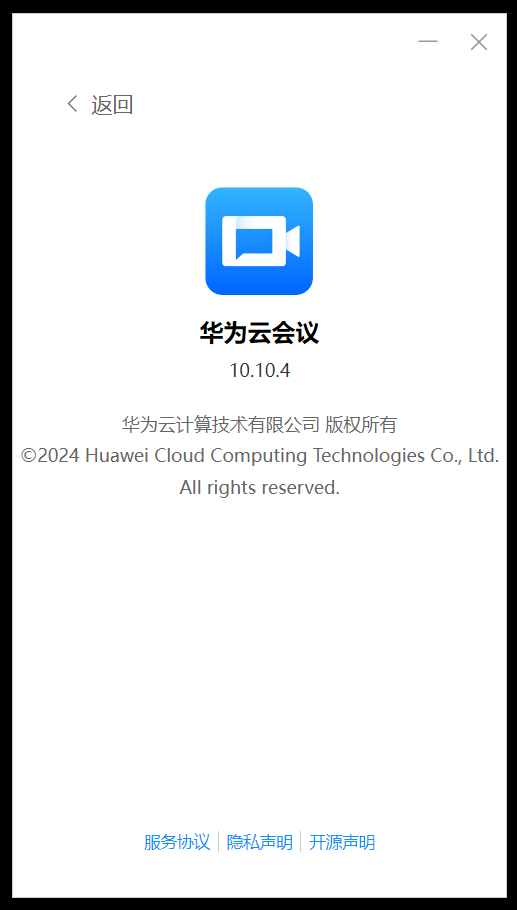 返回
华为云会议
10.10.4
华为云计算技术有限公司 版权所有
©2024 Huawei Cloud Computing Technologies Co., Ltd.
All rights reserved.
服务协议 | 隐私声明 | 开源声明